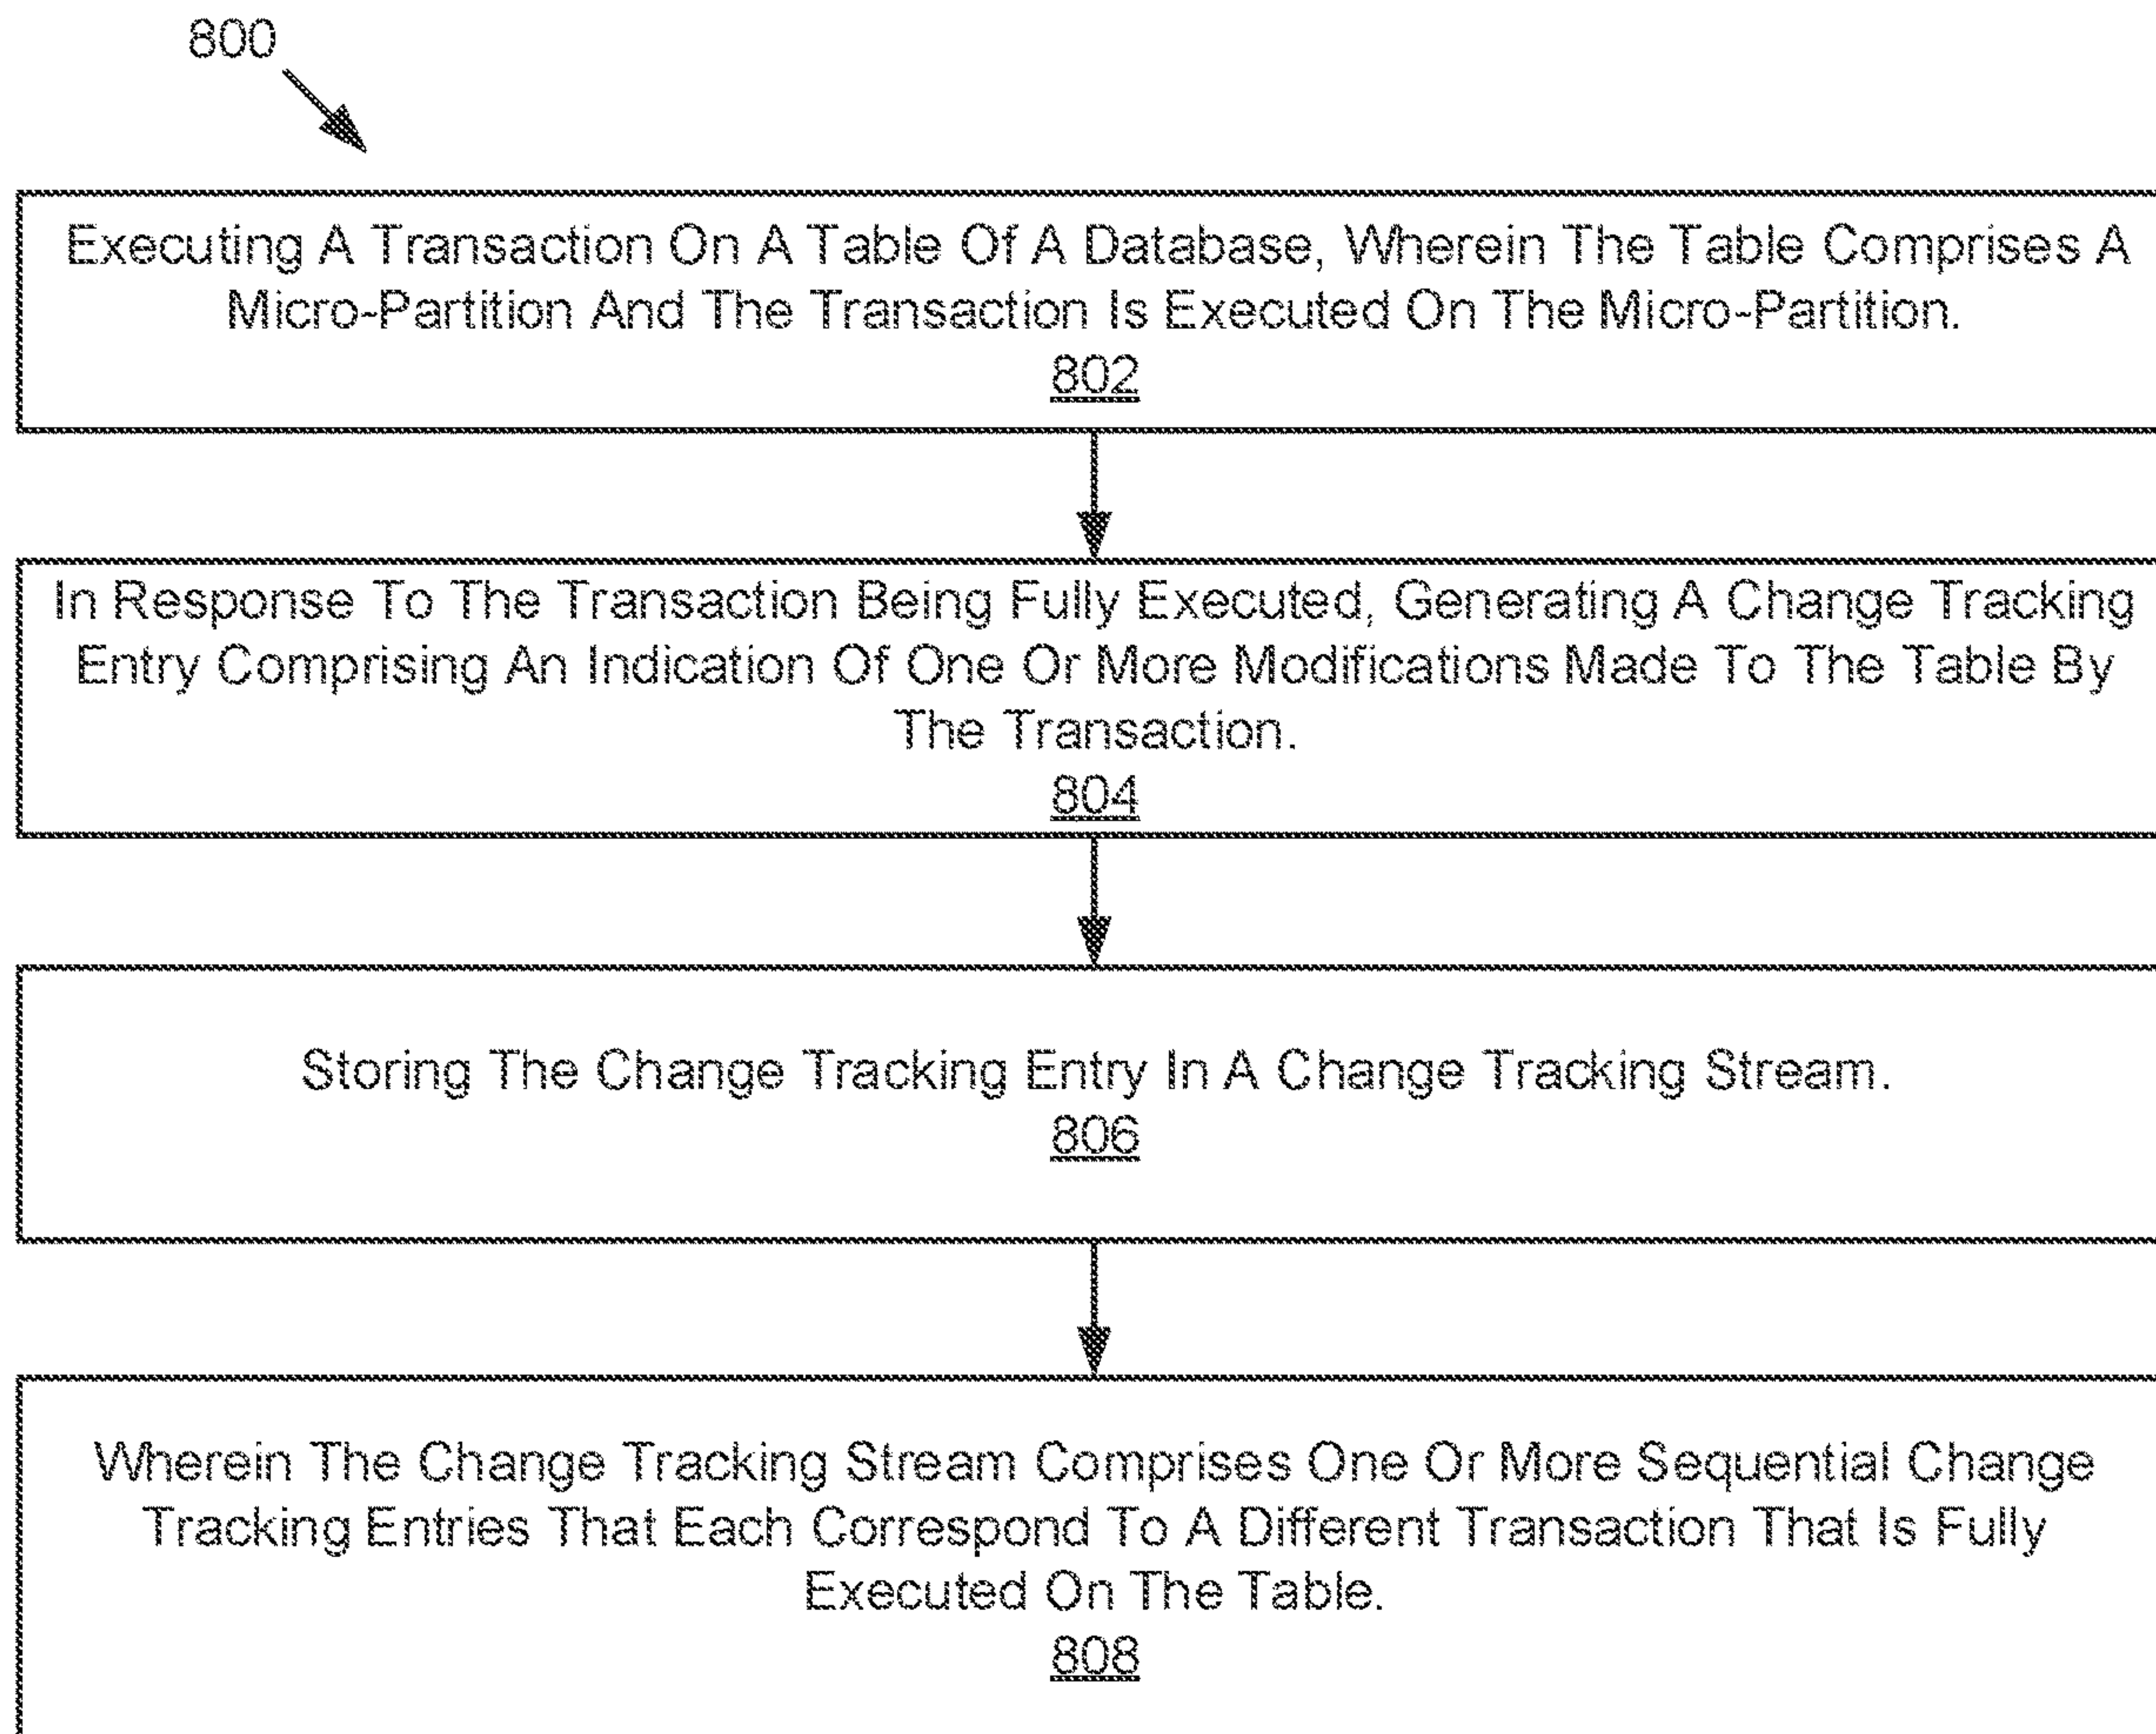 800
Executing A Transaction On A Table Of A Database, Wherein The Table Comprises A
Micro-Partition And The Transaction Is Executed On The Micro-Partition.
802
In Response To The Transaction Being Fully Executed, Generating A Change Tracking
Entry Comprising An Indication Of One Or More Modifications Made To The Table By
The Transaction.
804
Storing The Change Tracking Entry In A Change Tracking Stream.
806
Wherein The Change Tracking Stream Comprises One Or More Sequential Change
Tracking Entries That Each Correspond To A Different Transaction That Is Fully
Executed On The Table.
808